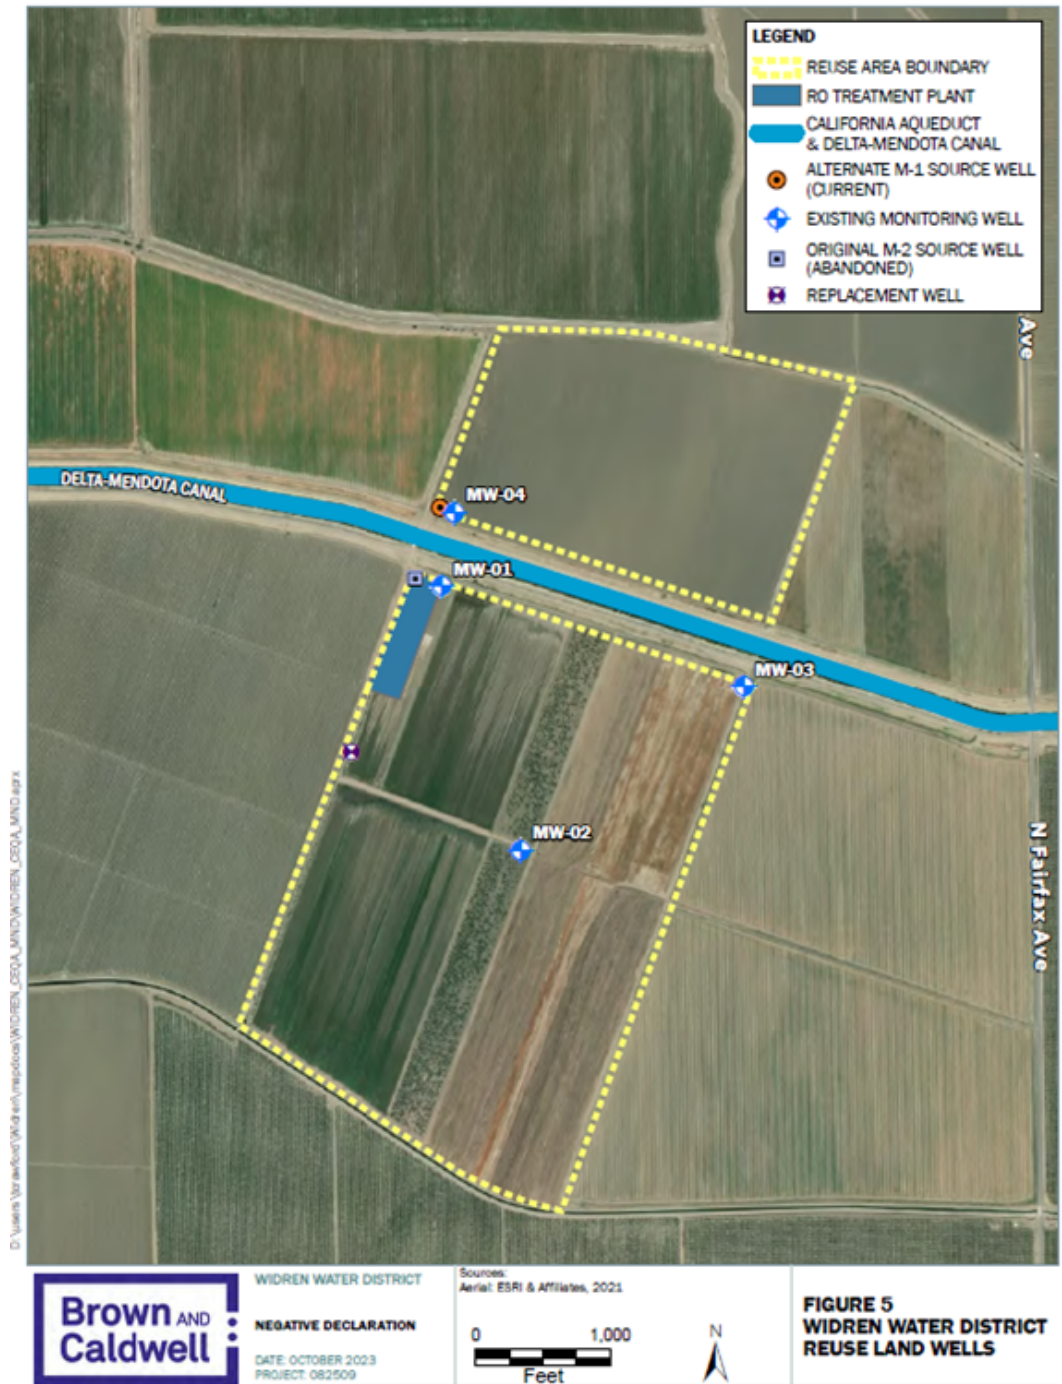 LEGEND
REUSE AREA BOUNDARY
RO TREATMENT PLANT
CALIFORNIA AQUEDUCT
& DELTA-MENDOTA CANAL
ALTERNATE M-1 SOURCE WELL
(CURRENT)
EXISTING MONITORING WELL
ORIGINAL M-2 SOURCE WELL
(ABANDONED)
REPLACEMENT WELL
Ave
DELTA-MENDOTA CANAL
MW-04
MW-01
MW-03
MW-02
N Fairfax Ave
Brown AND
Caldwell
WIDREN WATER DISTRICT
NEGATIVE DECLARATION
DATE: OCTOBER 2023
PROJECT: 082509
Sources:
Aerial: ESRI & Affiliates, 2021
0 1,000
Feet
N
FIGURE 5
WIDREN WATER DISTRICT
REUSE LAND WELLS